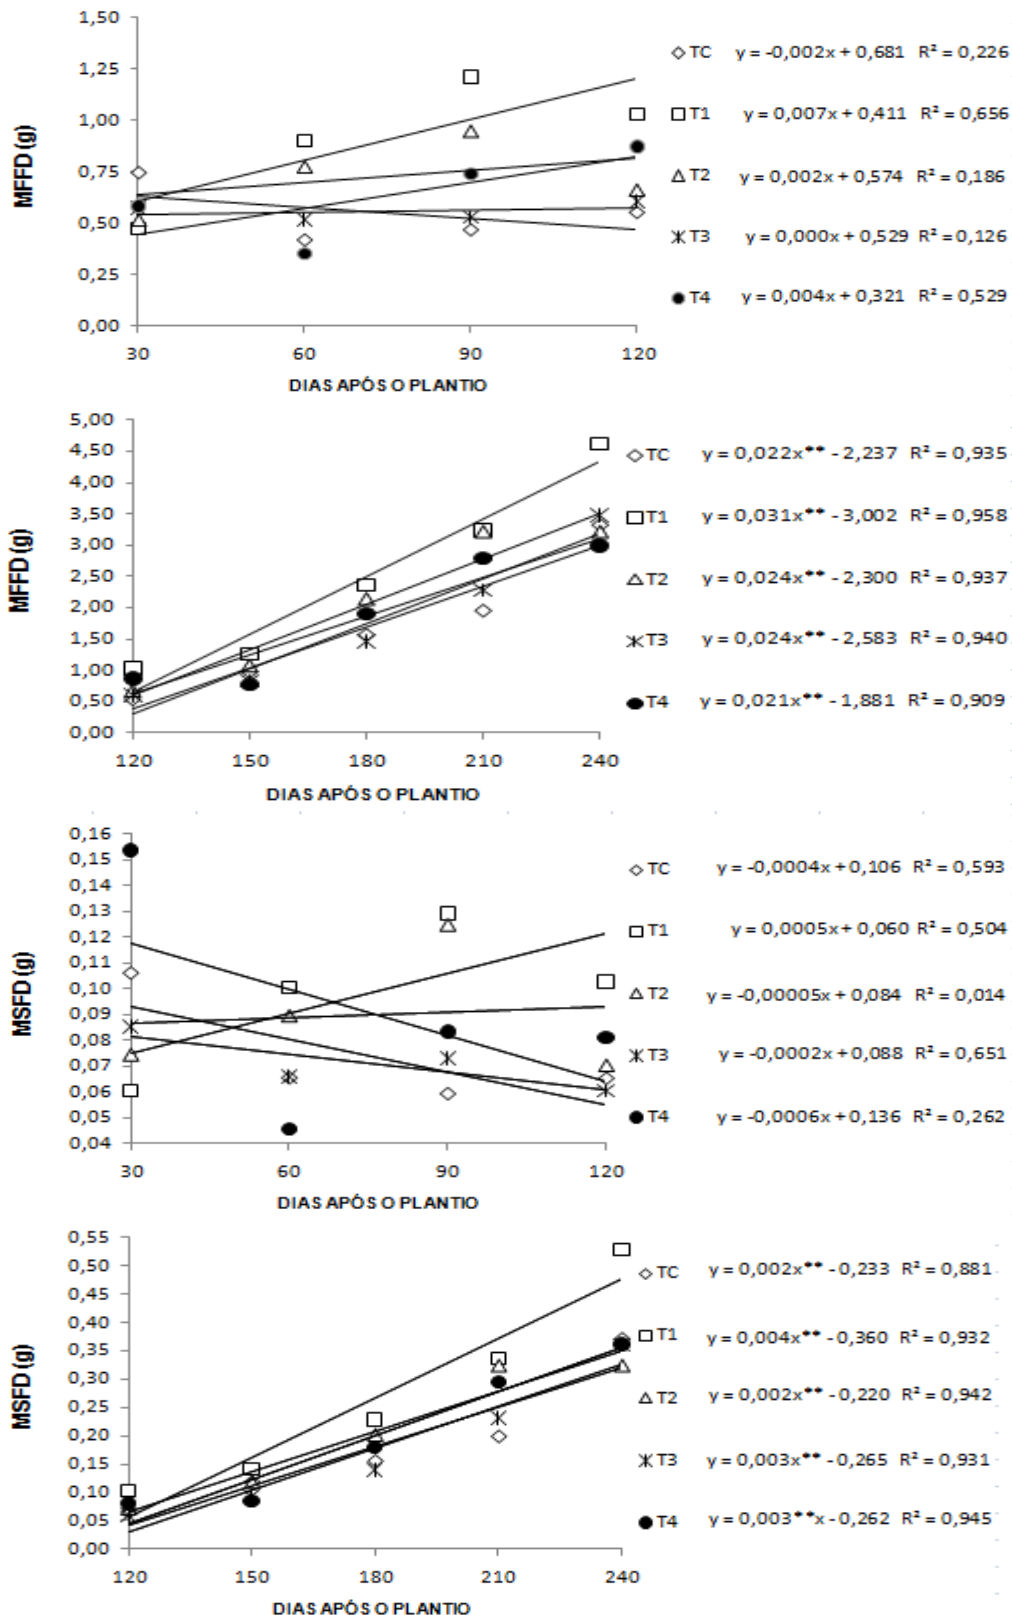 MFFD (g)
1,50
1,25
1,00
0,75
0,50
0,25
0,00
30 60 90 120
DIAS APÓS O PLANTIO
TC y = -0,002x + 0,681 R² = 0,226
T1 y = 0,007x + 0,411 R² = 0,656
T2 y = 0,002x + 0,574 R² = 0,186
T3 y = 0,000x + 0,529 R² = 0,126
T4 y = 0,004x + 0,321 R² = 0,529
MFFD (g)
5,00
4,50
4,00
3,50
3,00
2,50
2,00
1,50
1,00
0,50
0,00
120 150 180 210 240
DIAS APÓS O PLANTIO
TC y = 0,022x** - 2,237 R² = 0,935
T1 y = 0,031x** - 3,002 R² = 0,958
T2 y = 0,024x** - 2,300 R² = 0,937
T3 y = 0,024x** - 2,583 R² = 0,940
T4 y = 0,021x** - 1,881 R² = 0,909
MSFD (g)
0,16
0,15
0,14
0,13
0,12
0,11
0,10
0,09
0,08
0,07
0,06
0,05
0,04
30 60 90 120
DIAS APÓS O PLANTIO
TC y = -0,0004x + 0,106 R² = 0,593
T1 y = 0,0005x + 0,060 R² = 0,504
T2 y = -0,00005x + 0,084 R² = 0,014
T3 y = -0,0002x + 0,088 R² = 0,651
T4 y = -0,0006x + 0,136 R² = 0,262
MSFD (g)
0,55
0,50
0,45
0,40
0,35
0,30
0,25
0,20
0,15
0,10
0,05
0,00
120 150 180 210 240
DIAS APÓS O PLANTIO
TC y = 0,002x** - 0,233 R² = 0,881
T1 y = 0,004x** - 0,360 R² = 0,932
T2 y = 0,002x** - 0,220 R² = 0,942
T3 y = 0,003x** - 0,265 R² = 0,931
T4 y = 0,003**x - 0,262 R² = 0,945